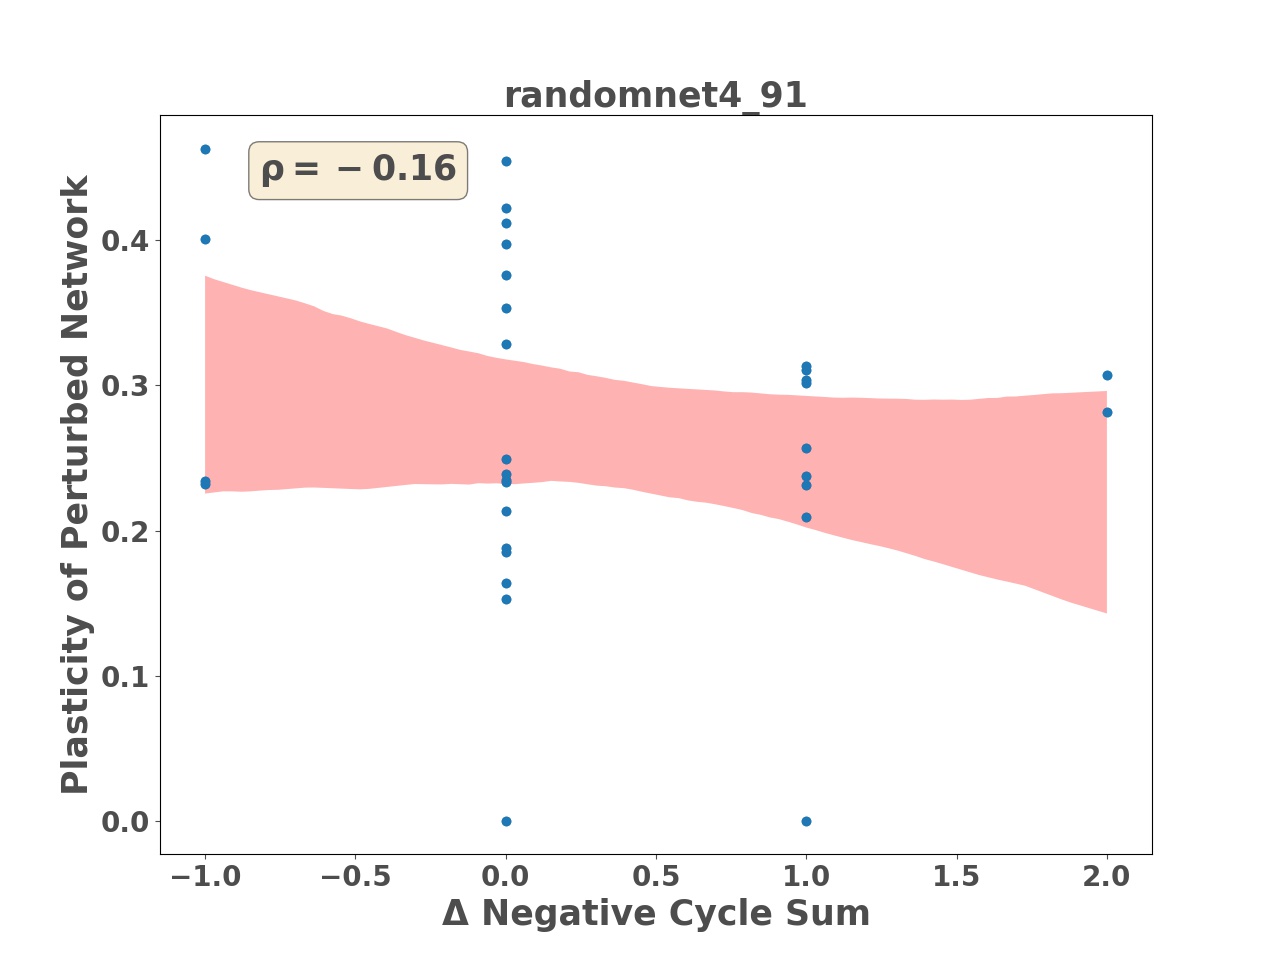 randomnet4_91
ρ = − 0.16
Plasticity of Perturbed Network
0.4
0.3
0.2
0.1
0.0
−1.0 −0.5 0.0 0.5 1.0 1.5 2.0
Δ Negative Cycle Sum